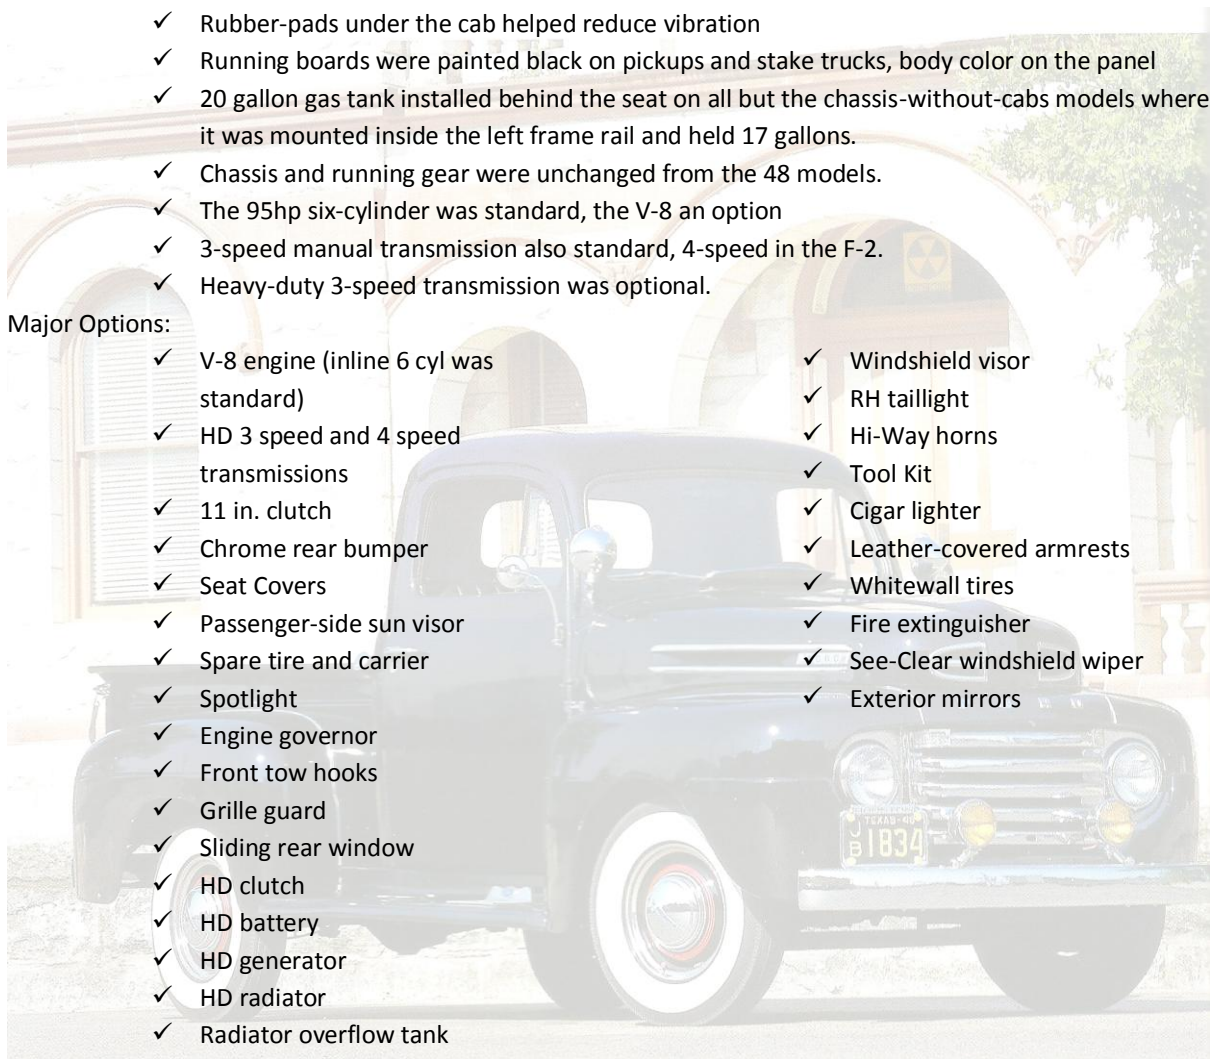 ✓ Rubber-pads under the cab helped reduce vibration
✓ Running boards were painted black on pickups and stake trucks, body color on the panel
✓ 20 gallon gas tank installed behind the seat on all but the chassis-without-cabs models where
it was mounted inside the left frame rail and held 17 gallons.
✓ Chassis and running gear were unchanged from the 48 models.
✓ The 95hp six-cylinder was standard, the V-8 an option
✓ 3-speed manual transmission also standard, 4-speed in the F-2.
✓ Heavy-duty 3-speed transmission was optional.
Major Options:
✓ V-8 engine (inline 6 cyl was
standard)
✓ HD 3 speed and 4 speed
transmissions
✓ 11 in. clutch
✓ Chrome rear bumper
✓ Seat Covers
✓ Passenger-side sun visor
✓ Spare tire and carrier
✓ Spotlight
✓ Engine governor
✓ Front tow hooks
✓ Grille guard
✓ Sliding rear window
✓ HD clutch
✓ HD battery
✓ HD generator
✓ HD radiator
✓ Radiator overflow tank
✓ Windshield visor
✓ RH taillight
✓ Hi-Way horns
✓ Tool Kit
✓ Cigar lighter
✓ Leather-covered armrests
✓ Whitewall tires
✓ Fire extinguisher
✓ See-Clear windshield wiper
✓ Exterior mirrors
JB 1834